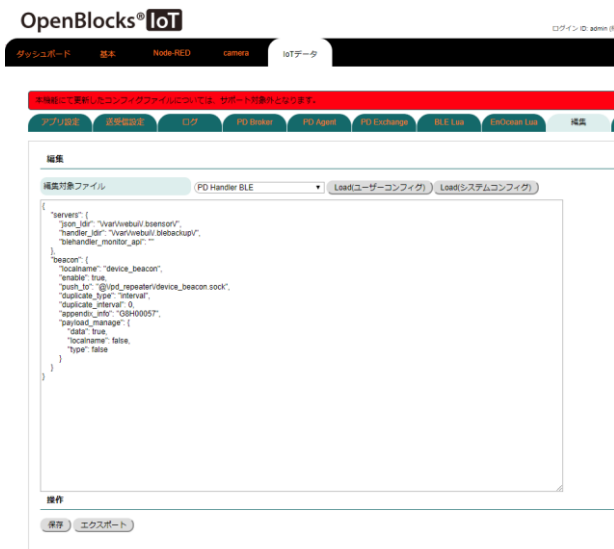 OpenBlocks® IoT
ログイン ID: admin
ダッシュボード 基本 Node-RED camera IoTデータ
本機能にて更新したコンフィグファイルについては、サポート対象外となります。
アプリ設定 送受信設定 ログ PD Broker PD Agent PD Exchange BLE Lua EnOcean Lua 編集
編集
編集対象ファイル PD Handler BLE Load(ユーザーコンフィグ) Load(システムコンフィグ)
{
"servers": {
"json_ldir": "\/var\/webui\/.bsensor\/",
"handler_ldir": "\/var\/webui\/.blebackup\/",
"blehandler_monitor_api": ""
},
"beacon": {
"localname": "device_beacon",
"enable": true,
"push_to": "@\/pd_repeater\/device_beacon.sock",
"duplicate_type": "interval",
"duplicate_interval": 0,
"appendix_info": "G8H00057",
"payload_manage": {
"data": true,
"localname": false,
"type": false
}
}
}
操作
保存 エクスポート